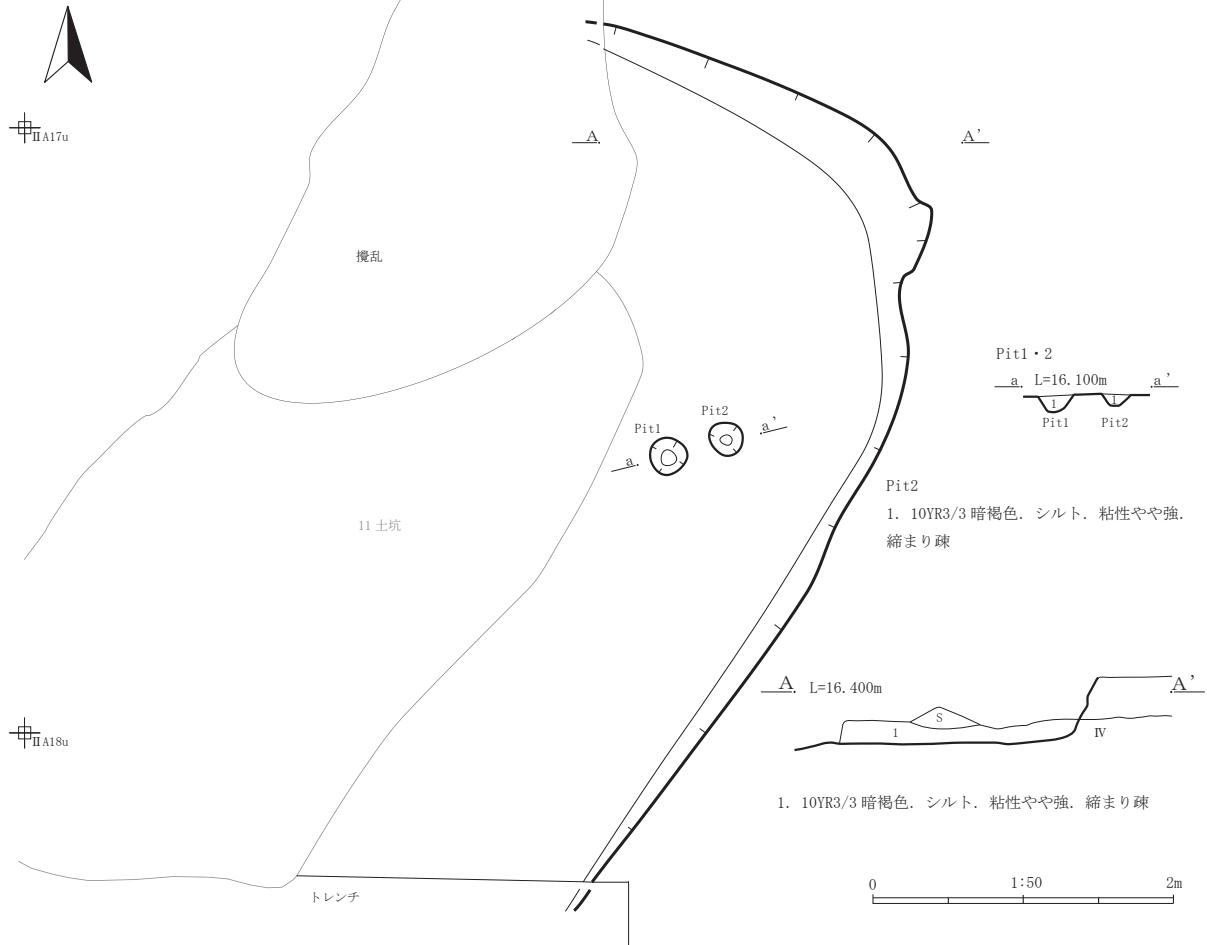 ⅡA17u
A.
A'
攪乱
Pit1・2
a. L=16.100m a'
1 1
Pit1 Pit2
Pit1
Pit2
a.
a'
Pit2
1. 10YR3/3 暗褐色. シルト. 粘性やや強.
締まり疎
11 土坑
A. L=16.400m A'
S
1
Ⅳ
ⅡA18u
1. 10YR3/3 暗褐色. シルト. 粘性やや強. 締まり疎
トレンチ
0 1:50 2m